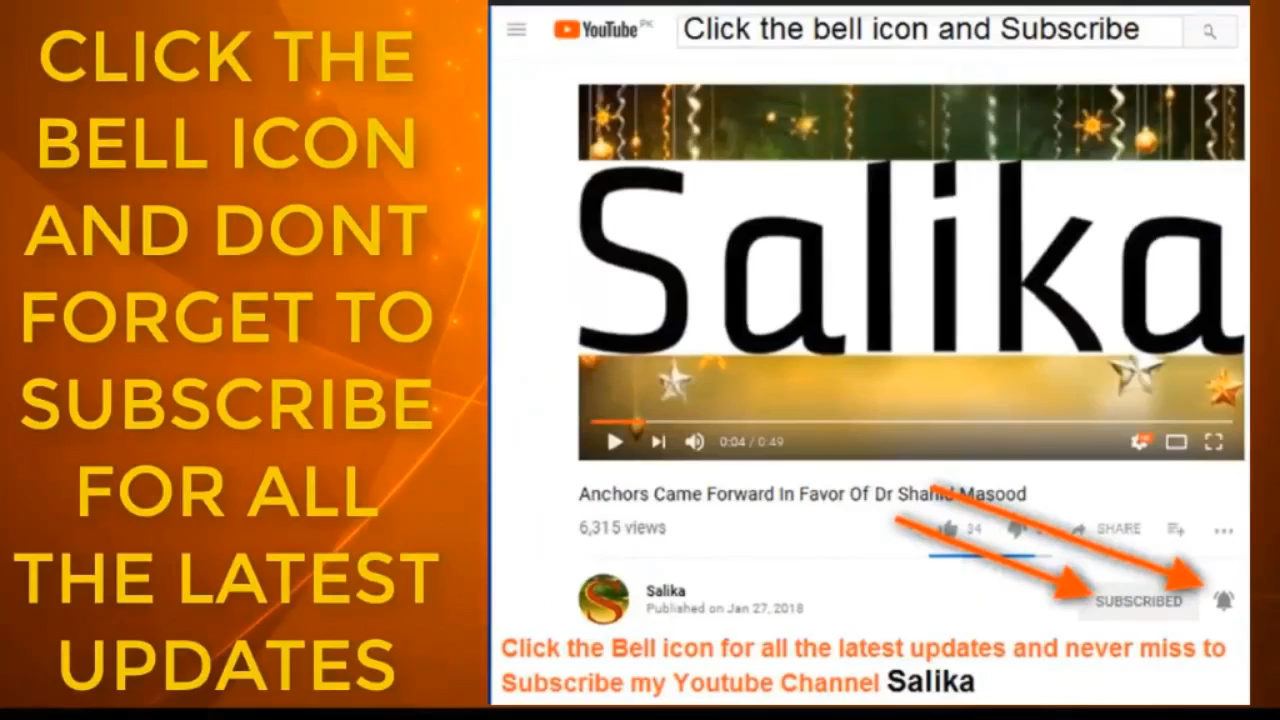 CLICK THE
BELL ICON
AND DONT
FORGET TO
SUBSCRIBE
FOR ALL
THE LATEST
UPDATES
YouTube PK
Click the bell icon and Subscribe
Salika
0:04 / 0:49
Anchors Came Forward In Favor Of Dr Shahid Masood
6,315 views
34
SHARE
Salika
Published on Jan 27, 2018
SUBSCRIBED
Click the Bell icon for all the latest updates and never miss to
Subscribe my Youtube Channel Salika